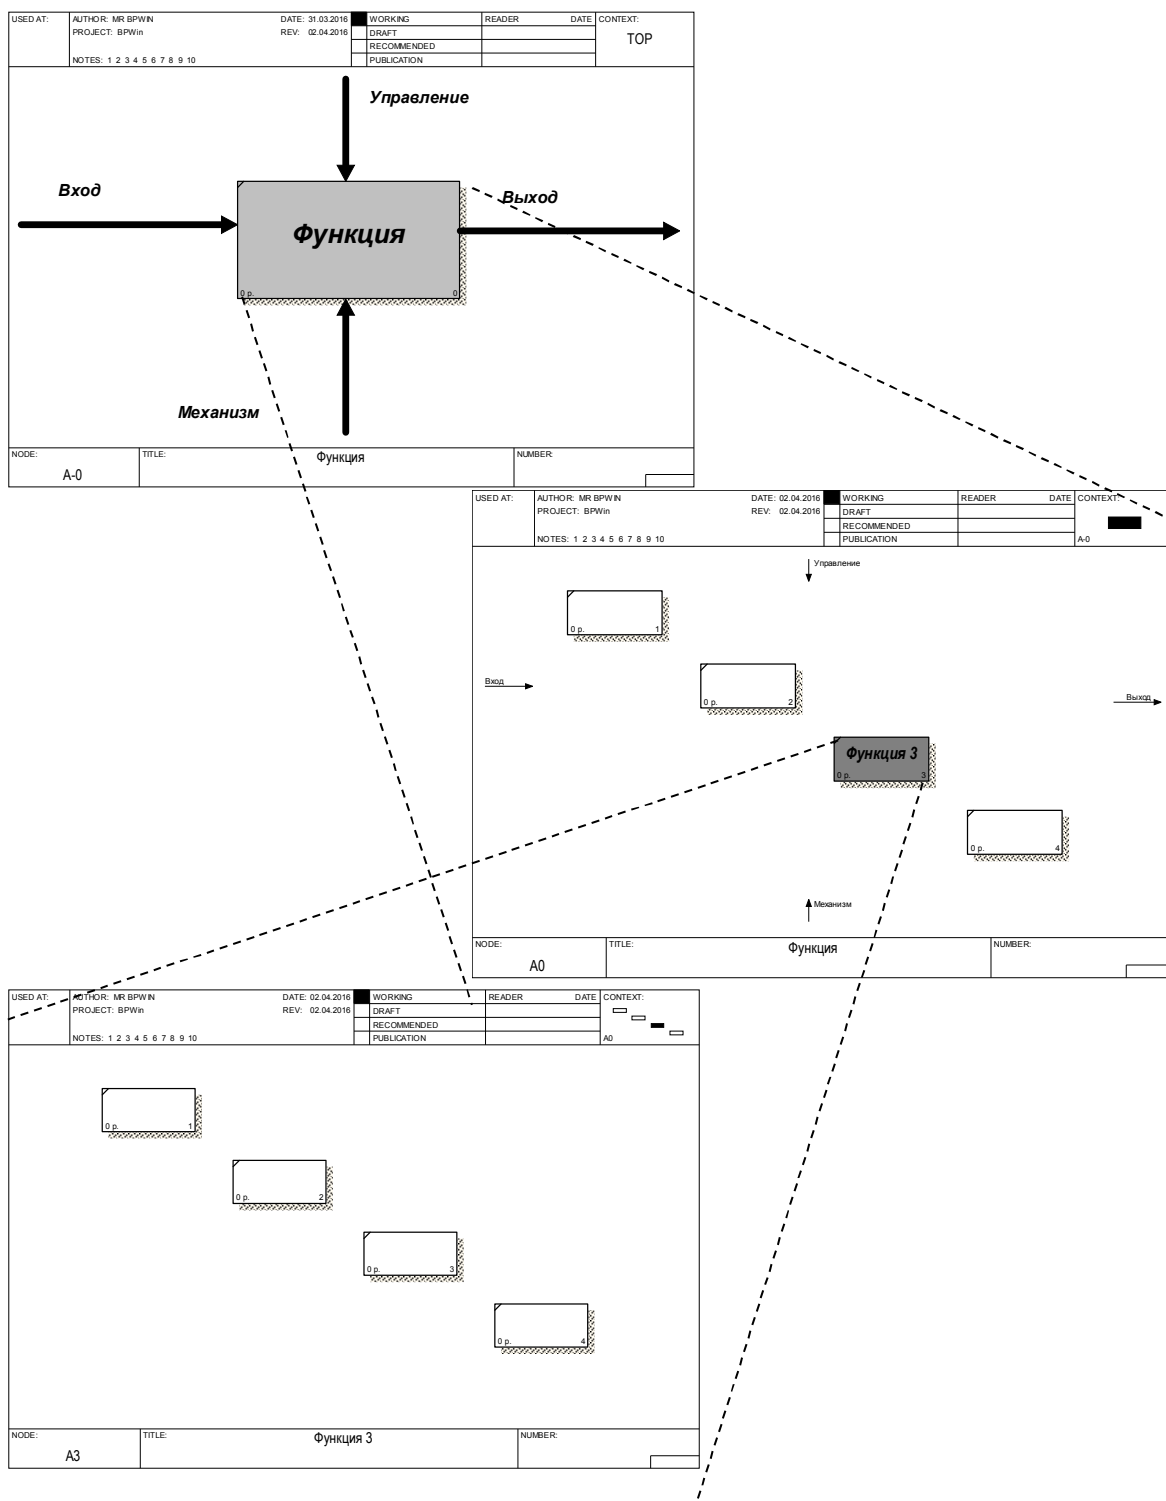 USED AT: AUTHOR: MR BPWIN DATE: 31.03.2016 WORKING READER DATE CONTEXT:
PROJECT: BPWin REV: 02.04.2016 DRAFT
RECOMMENDED TOP
NOTES: 1 2 3 4 5 6 7 8 9 10 PUBLICATION
Управление
Вход
Выход
Функция
0 р. 0
Механизм
NODE: TITLE: Функция NUMBER:
A-0
USED AT: AUTHOR: MR BPWIN DATE: 02.04.2016 WORKING READER DATE CONTEXT:
PROJECT: BPWin REV: 02.04.2016 DRAFT
RECOMMENDED
NOTES: 1 2 3 4 5 6 7 8 9 10 PUBLICATION A-0
Управление
0 р. 1
Вход
0 р. 2
Выход
Функция 3
0 р. 3
0 р. 4
Механизм
NODE: TITLE: Функция NUMBER:
A0
USED AT: AUTHOR: MR BPWIN DATE: 02.04.2016 WORKING READER DATE CONTEXT:
PROJECT: BPWin REV: 02.04.2016 DRAFT
RECOMMENDED
NOTES: 1 2 3 4 5 6 7 8 9 10 PUBLICATION A0
0 р. 1
0 р. 2
0 р. 3
0 р. 4
NODE: TITLE: Функция 3 NUMBER:
A3